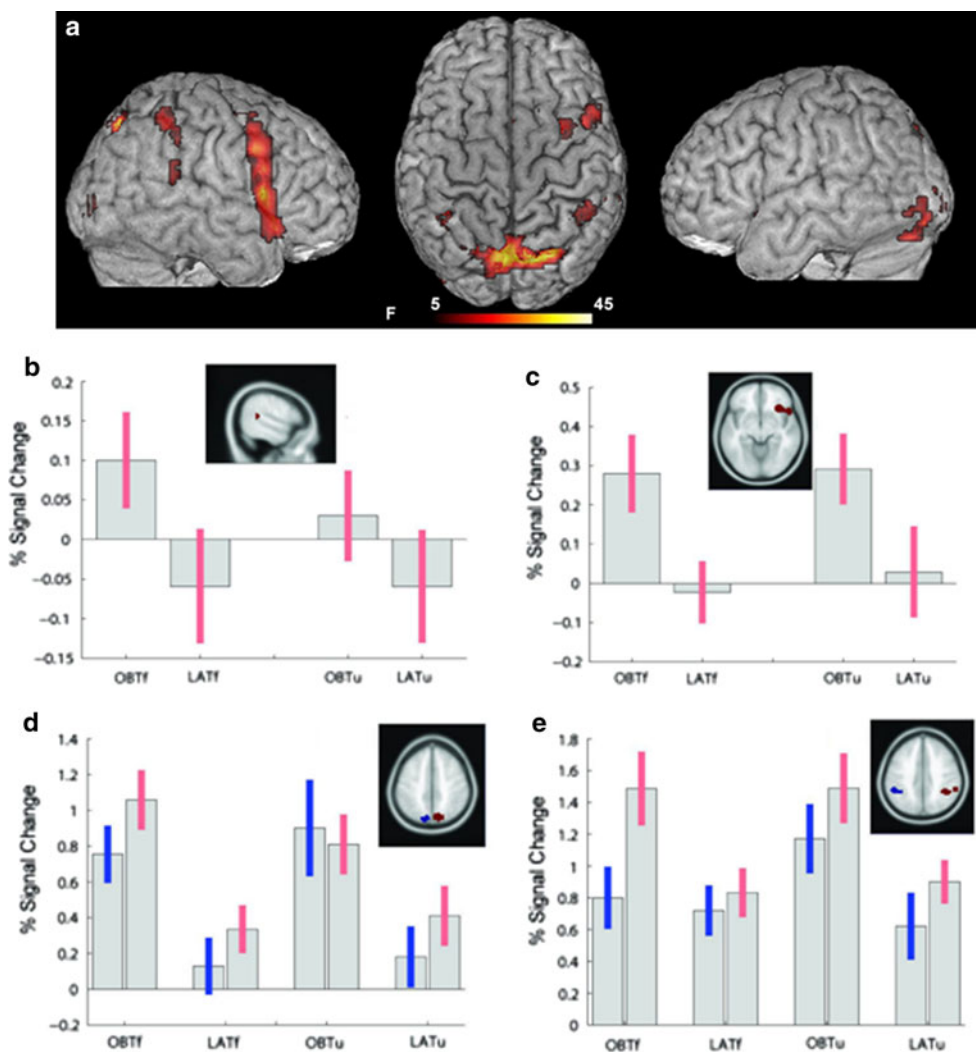 a
F 5 45
b
% Signal Change
0.2
0.15
0.1
0.05
0
−0.05
−0.1
−0.15
OBTf LATf OBTu LATu
c
% Signal Change
0.5
0.4
0.3
0.2
0.1
0
−0.1
−0.2
OBTf LATf OBTu LATu
d
% Signal Change
1.4
1.2
1
0.8
0.6
0.4
0.2
0
−0.2
OBTf LATf OBTu LATu
e
% Signal Change
1.8
1.6
1.4
1.2
1
0.8
0.6
0.4
0.2
0
OBTf LATf OBTu LATu